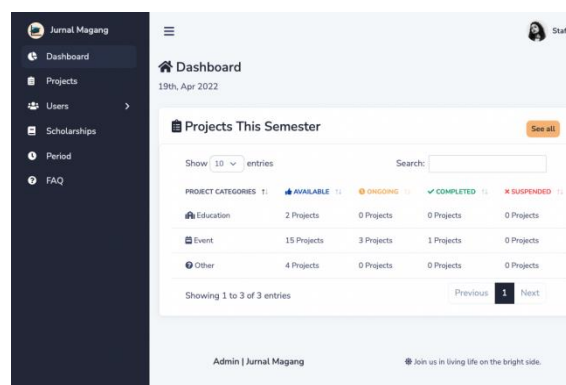 Jurnal Magang
Dashboard
Projects
Users
Scholarships
Period
FAQ
Staf
Dashboard
19th, Apr 2022
Projects This Semester
See all
Show 10 entries
Search:
PROJECT CATEGORIES AVAILABLE ONGOING COMPLETED SUSPENDED
Education 2 Projects 0 Projects 0 Projects 0 Projects
Event 15 Projects 3 Projects 1 Projects 0 Projects
Other 4 Projects 0 Projects 0 Projects 0 Projects
Showing 1 to 3 of 3 entries
Previous 1 Next
Admin | Jurnal Magang
Join us in living life on the bright side.